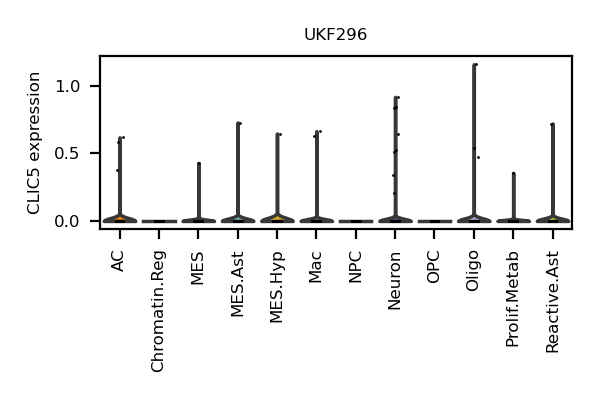 UKF296
CLIC5 expression
1.0
0.5
0.0
AC
Chromatin.Reg
MES
MES.Ast
MES.Hyp
Mac
NPC
Neuron
OPC
Oligo
Prolif.Metab
Reactive.Ast